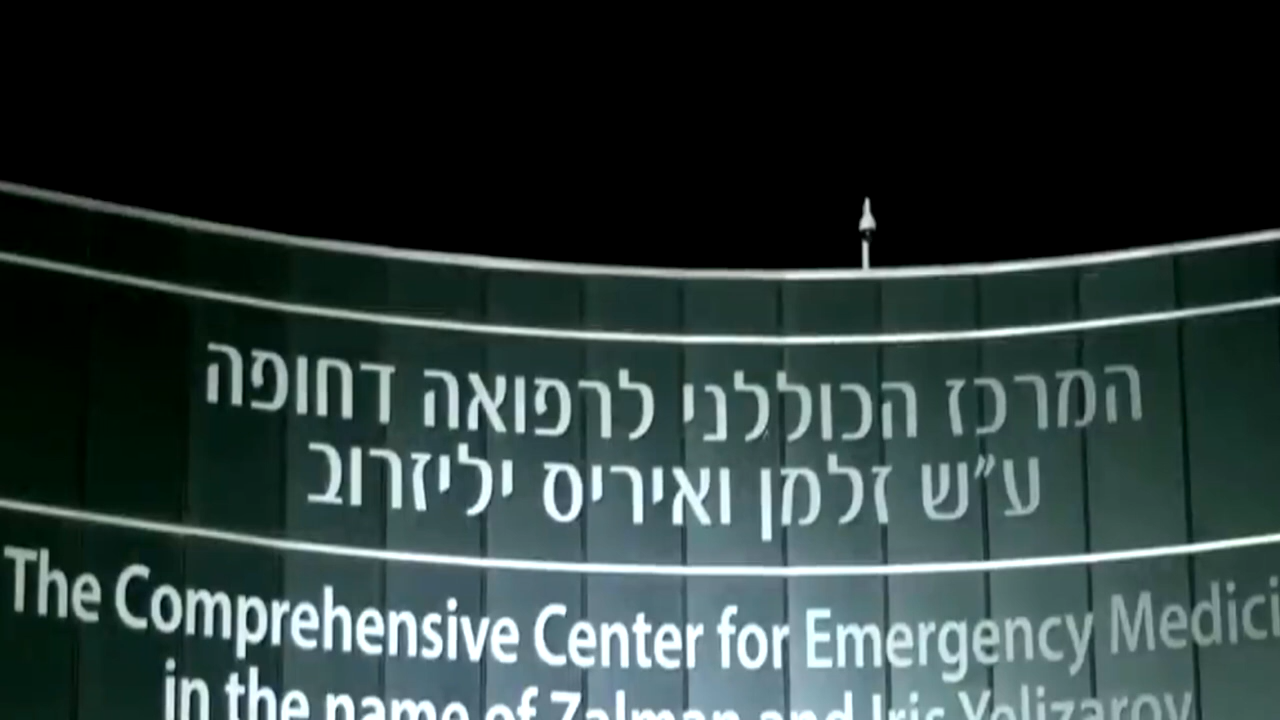 המרכז הכוללני לרפואה דחופה
ע״ש זלמן ואיריס יליזרוב
The Comprehensive Center for Emergency Medici
in the name of Zalman and Iris Yelizarov